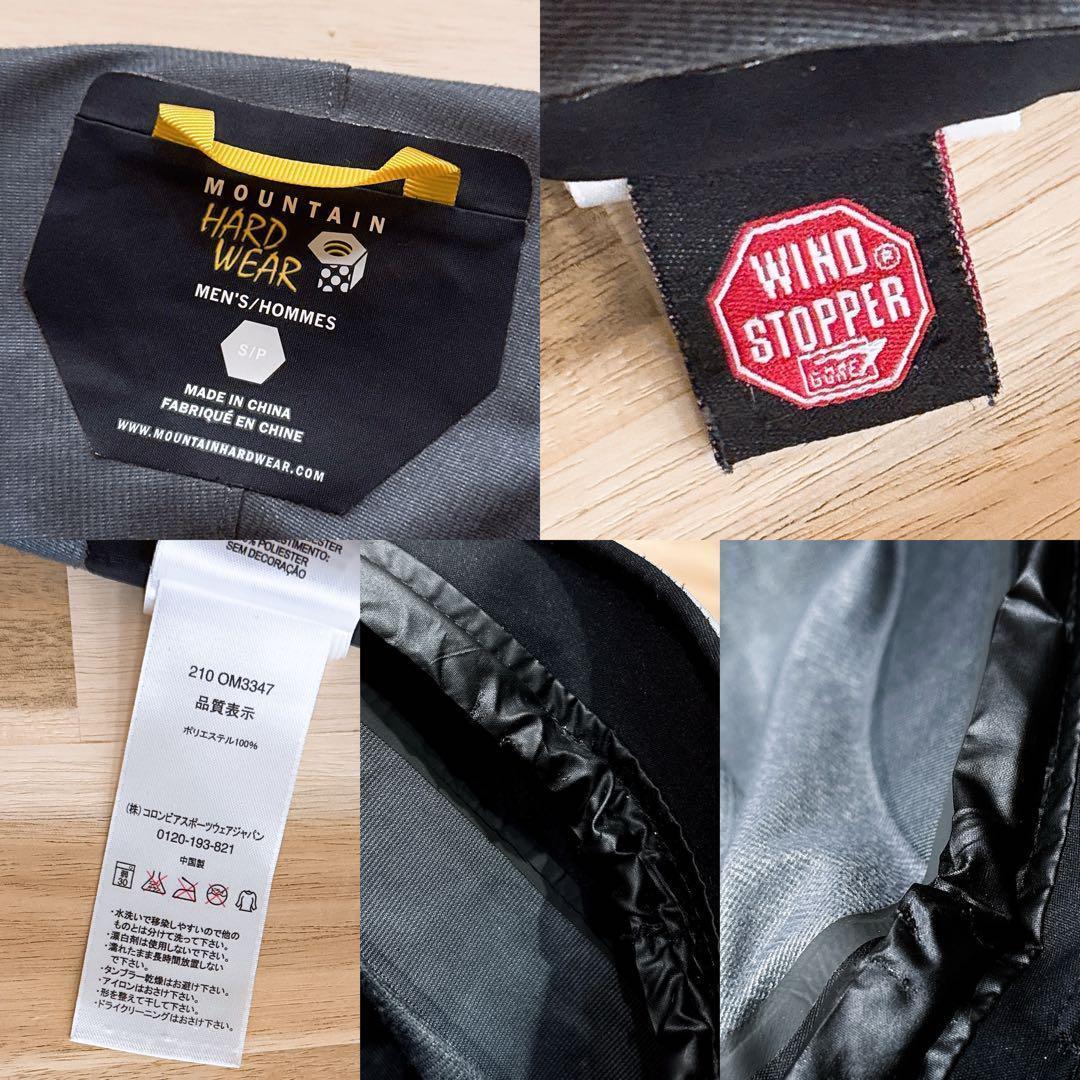 MOUNTAIN
HARD
WEAR
MEN'S/HOMMES
S/P
MADE IN CHINA
FABRIQUÉ EN CHINE
WWW.MOUNTAINHARDWEAR.COM
WIND ®
STOPPER
GORE
POLIESTER
SEM DECORAÇÃO
210 OM3347
品質表示
ポリエステル100%
(株)コロンビアスポーツウェアジャパン
0120-193-821
中国製
弱
30
・水洗いで移染しやすいので他の
ものとは分けて洗って下さい。
・漂白剤は使用しないで下さい。
・濡れたまま長時間放置しない
で下さい。
・タンブラー乾燥はお避け下さい。
・アイロンはおさけ下さい。
・形を整えて干して下さい。
・ドライクリーニングはおさけ下さい。